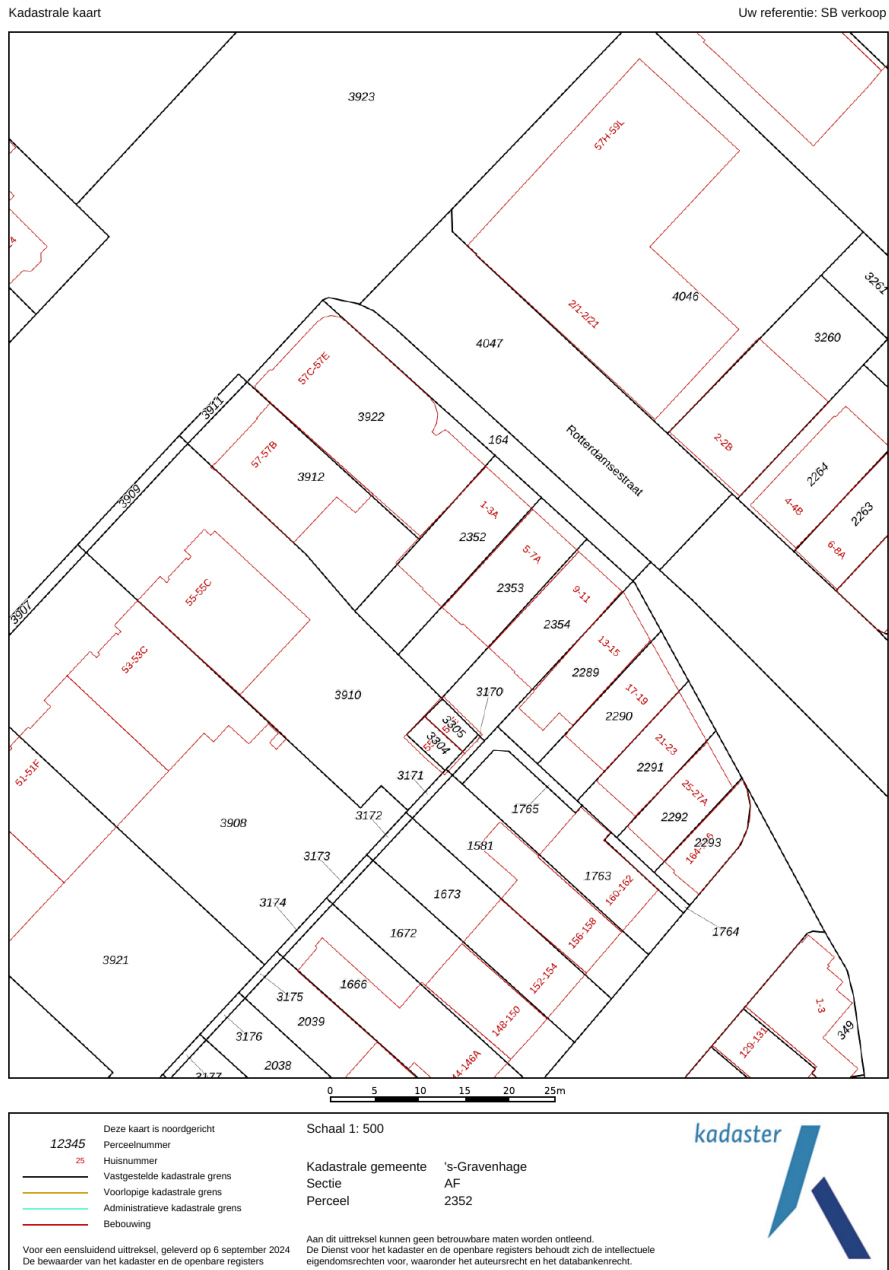 Kadastrale kaart
Uw referentie: SB verkoop
3923
57H-59L
3261
4046
2/1-2/21
3260
4047
57C-57E
3911
3922
164
Rotterdamsestraat
2-2B
57-57B
3912
2264
3909
1-3A
4-4B
2263
2352
5-7A
6-8A
2353
55-55C
9-11
3907
2354
13-15
53-53C
2289
3910
3170
17-19
2290
3305
3304
21-23
51-51F
3171
2291
25-27A
1765
3172
2292
3908
2293
1581
3173
1763
160-162
1673
3174
1764
1672
156-158
3921
152-154
1666
3175
1-3
2039
148-150
349
3176
129-131
2038
44-146A
3177
0 5 10 15 20 25m
Deze kaart is noordgericht
12345 Perceelnummer
25 Huisnummer
Vastgestelde kadastrale grens
Voorlopige kadastrale grens
Administratieve kadastrale grens
Bebouwing
Voor een eensluidend uittreksel, geleverd op 6 september 2024
De bewaarder van het kadaster en de openbare registers
Schaal 1: 500
Kadastrale gemeente 's-Gravenhage
Sectie AF
Perceel 2352
Aan dit uittreksel kunnen geen betrouwbare maten worden ontleend.
De Dienst voor het kadaster en de openbare registers behoudt zich de intellectuele
eigendomsrechten voor, waaronder het auteursrecht en het databankenrecht.
kadaster